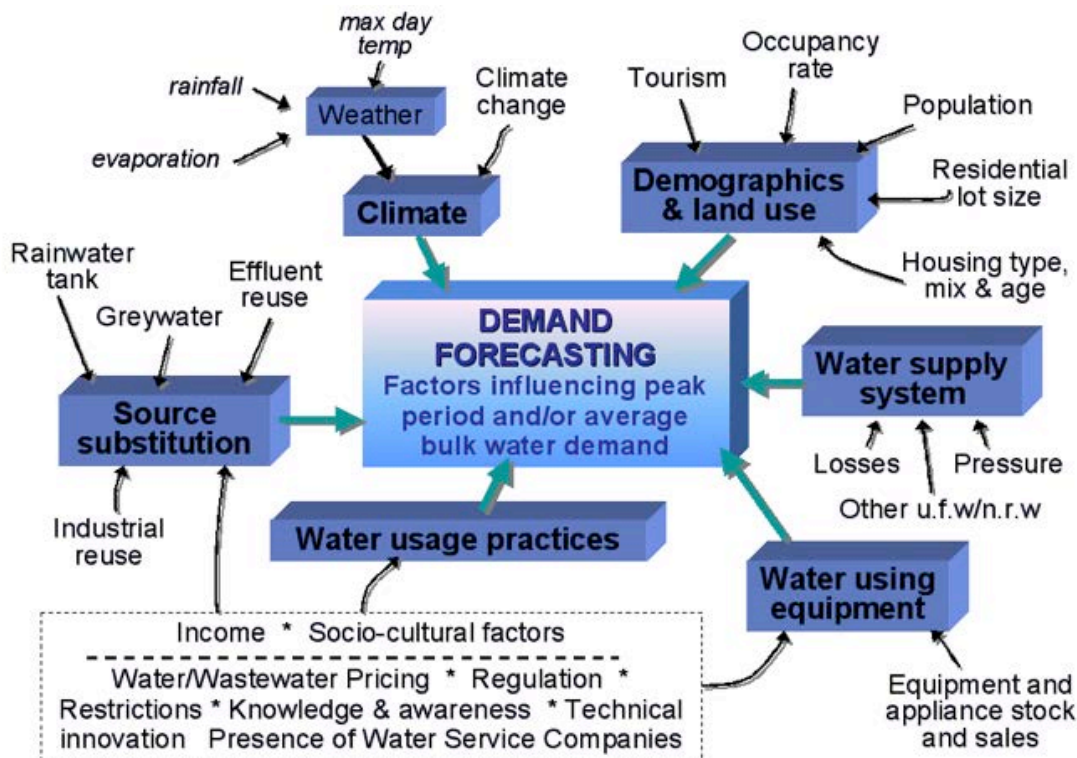 max day
temp
rainfall
Weather
evaporation
Climate
change
Climate
Tourism
Occupancy
rate
Population
Demographics
& land use
Residential
lot size
Housing type,
mix & age
Rainwater
tank
Greywater
Effluent
reuse
Source
substitution
Industrial
reuse
DEMAND
FORECASTING
Factors influencing peak
period and/or average
bulk water demand
Water supply
system
Losses
Pressure
Other u.f.w/n.r.w
Water usage practices
Water using
equipment
Income * Socio-cultural factors
Water/Wastewater Pricing * Regulation *
Restrictions * Knowledge & awareness * Technical
innovation Presence of Water Service Companies
Equipment and
appliance stock
and sales